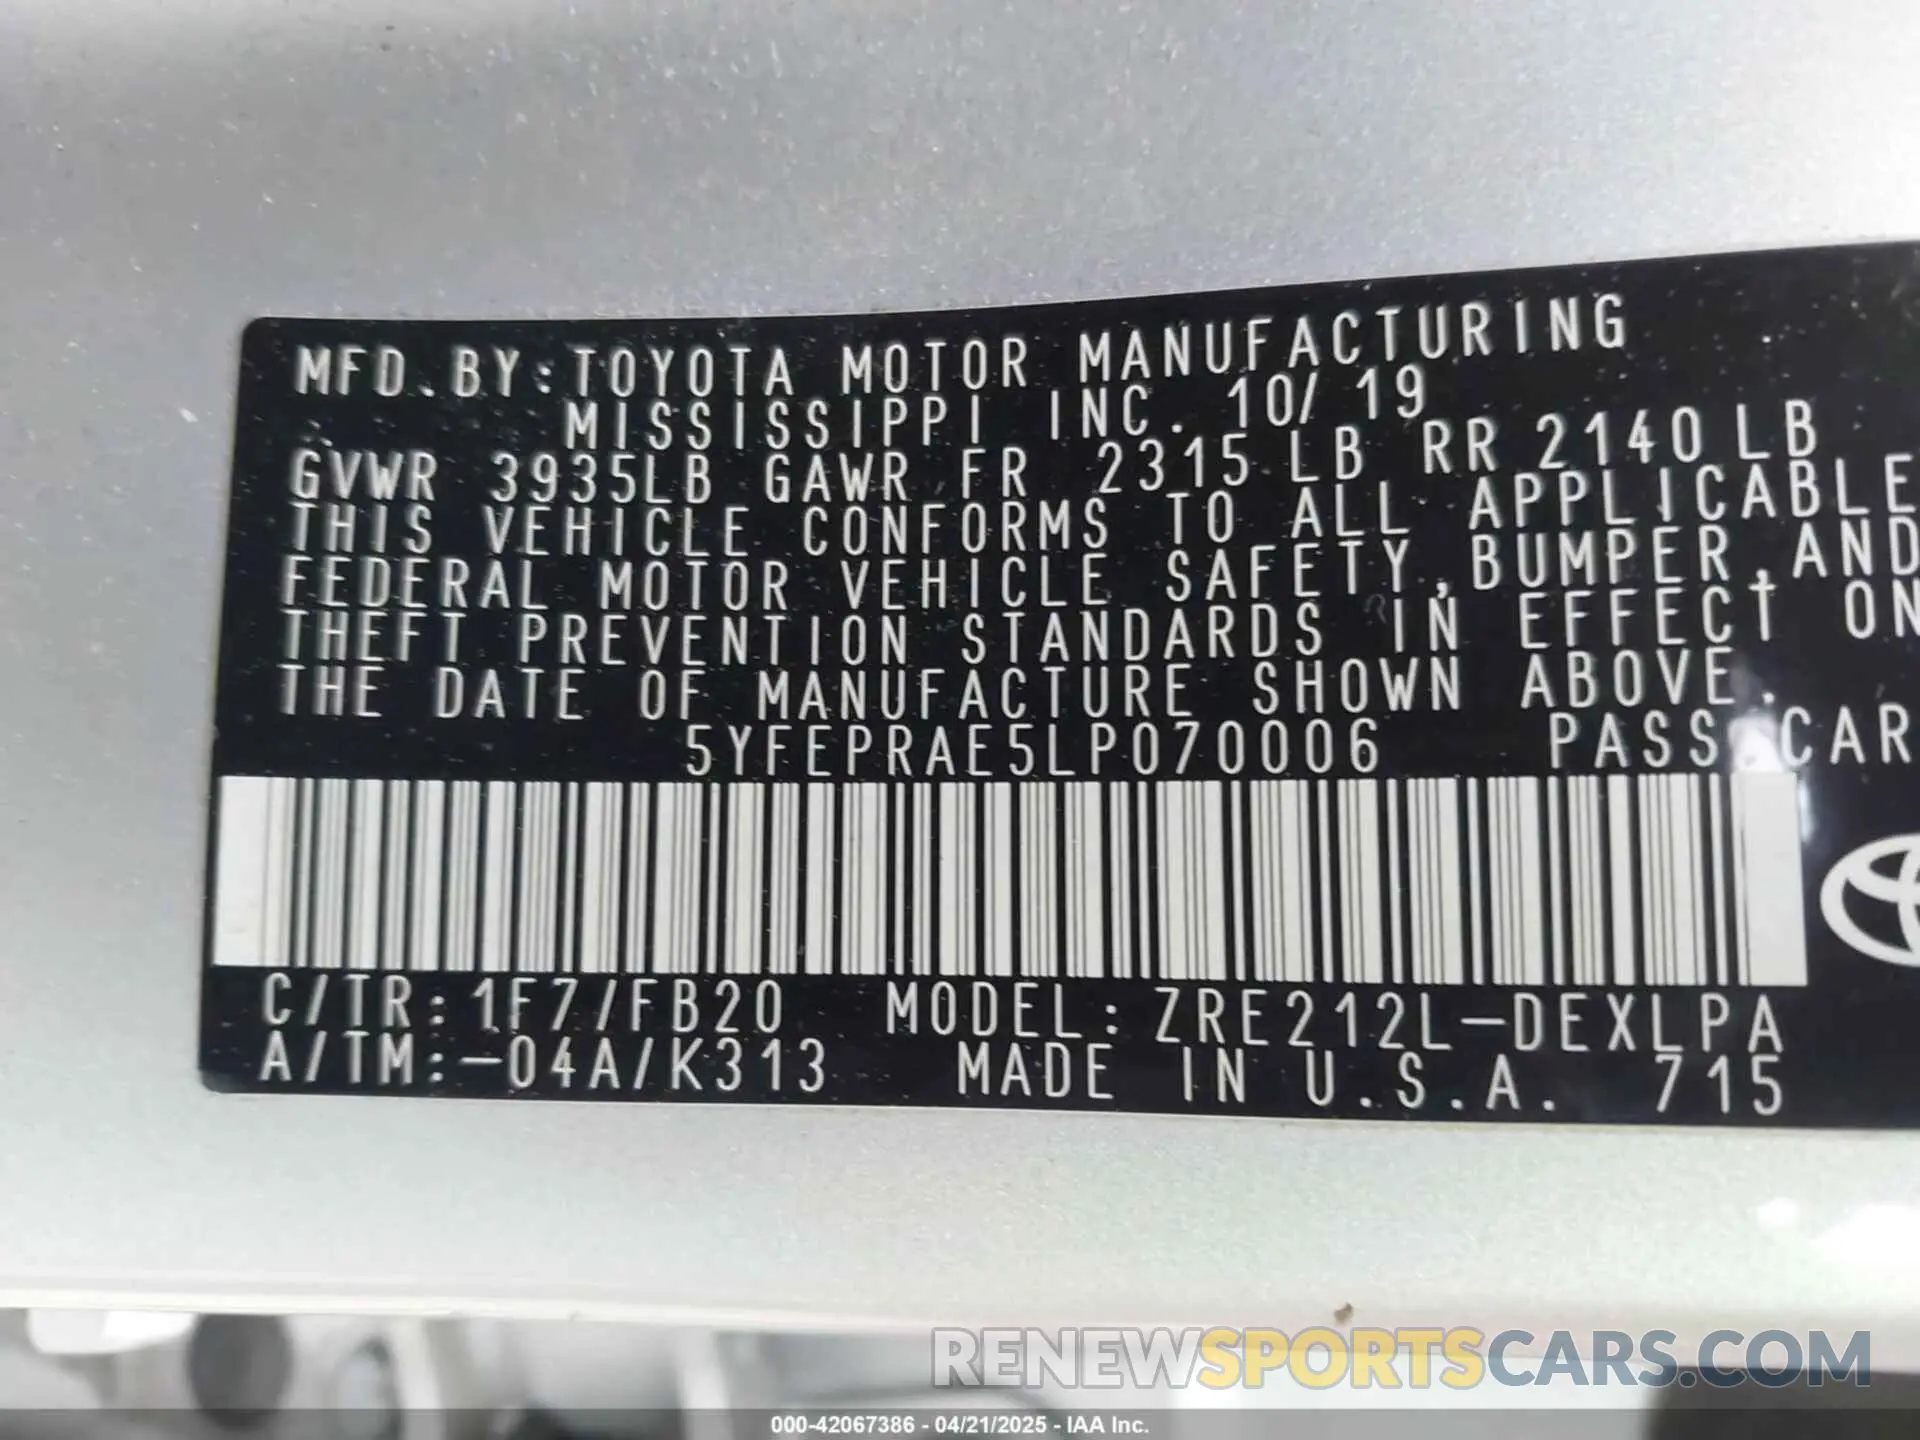 MFD.BY:TOYOTA MOTOR MANUFACTURING
MISSISSIPPI INC. 10/19
GVWR 3935LB GAWR FR 2315 LB RR 2140 LB
THIS VEHICLE CONFORMS TO ALL APPLICABLE
FEDERAL MOTOR VEHICLE SAFETY,BUMPER,AND
THEFT PREVENTION STANDARDS IN EFFECT ON
THE DATE OF MANUFACTURE SHOWN ABOVE.
5YFEPRAE5LP070006 PASS CAR
C/TR:1F7/FB20 MODEL:ZRE212L-DEXLPA
A/TM:-04A/K313 MADE IN U.S.A. 715
RENEWSPORTSCARS.COM
000-42067386 - 04/21/2025 - IAA Inc.